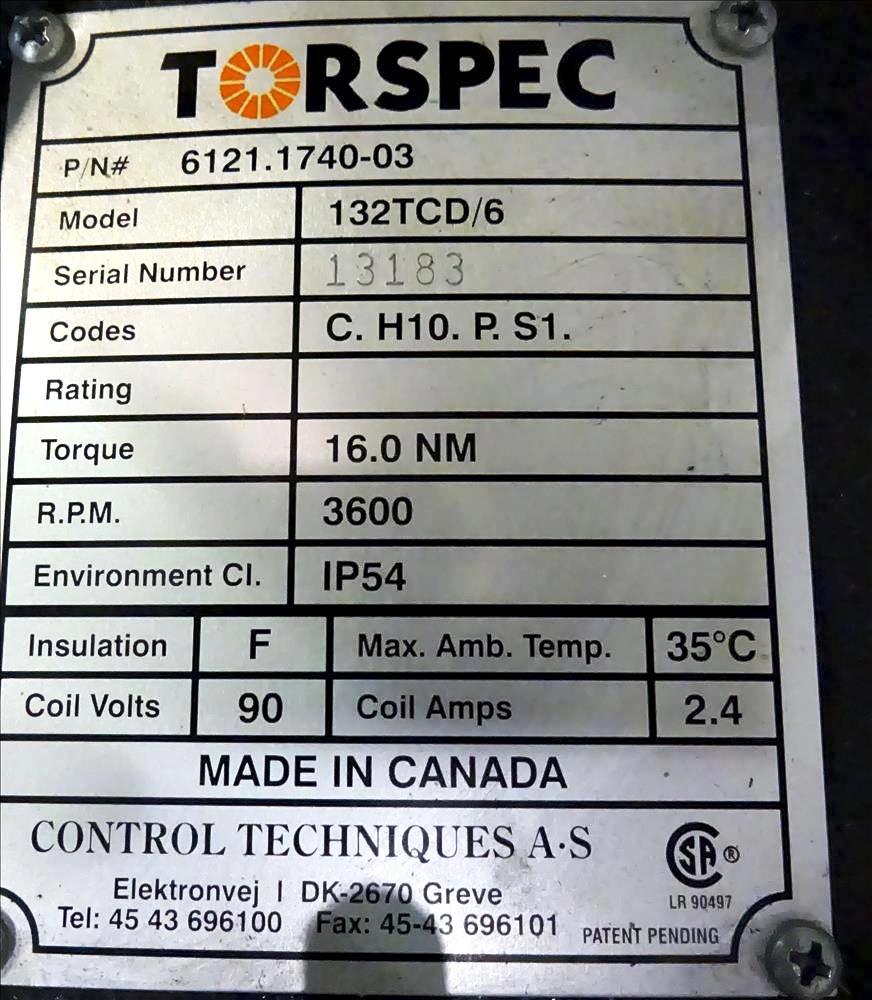 TORSPEC
P/N# 6121.1740-03
Model 132TCD/6
Serial Number 13183
Codes C. H10. P. S1.
Rating
Torque 16.0 NM
R.P.M. 3600
Environment Cl. IP54
Insulation F Max. Amb. Temp. 35°C
Coil Volts 90 Coil Amps 2.4
MADE IN CANADA
CONTROL TECHNIQUES A·S
Elektronvej 1 DK-2670 Greve
Tel: 45 43 696100 Fax: 45-43 696101
SA ®
LR 90497
PATENT PENDING